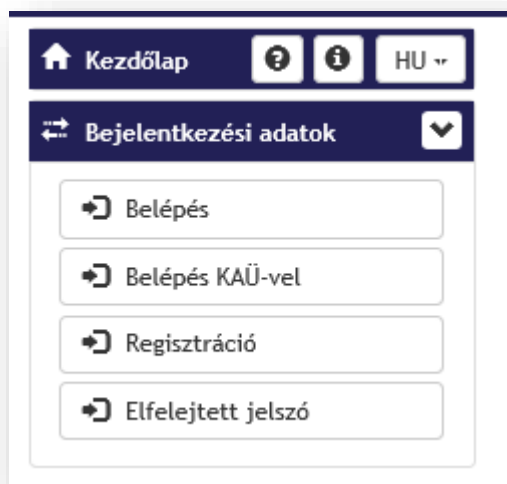 Kezdőlap HU
Bejelentkezési adatok
Belépés
Belépés KAÜ-vel
Regisztráció
Elfelejtett jelszó